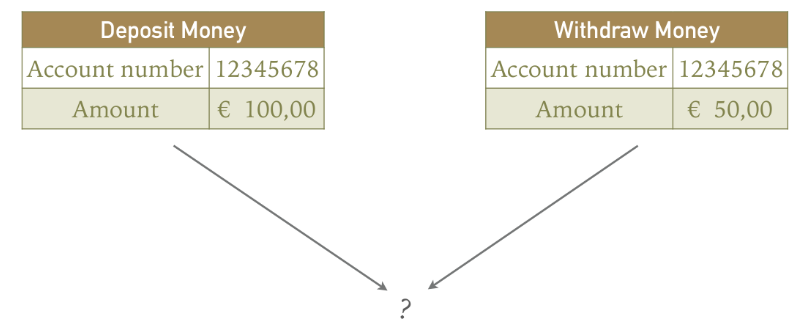 Deposit Money
Account number 12345678
Amount € 100,00
Withdraw Money
Account number 12345678
Amount € 50,00
?